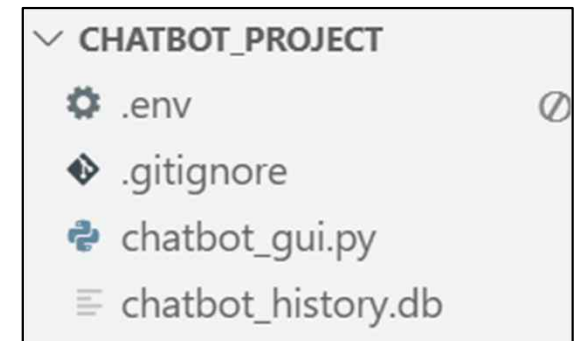 CHATBOT_PROJECT
.env
.gitignore
chatbot_gui.py
chatbot_history.db